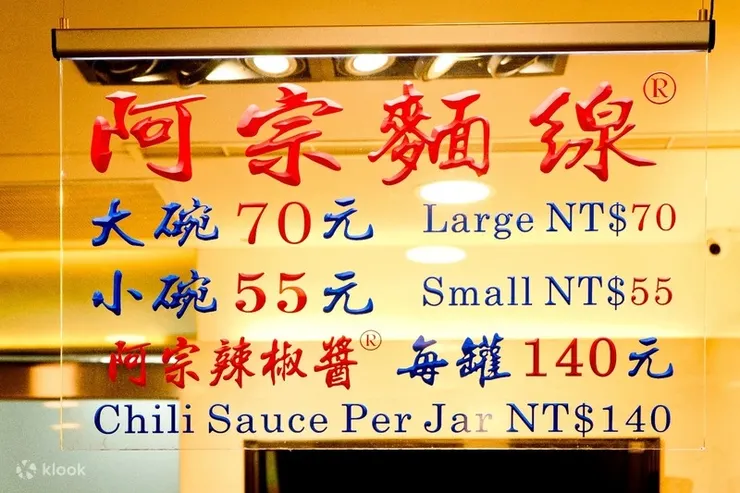 阿宗麵線®
大碗70元 Large NT$70
小碗55元 Small NT$55
阿宗辣椒醬® 每罐140元
Chili Sauce Per Jar NT$140
klook